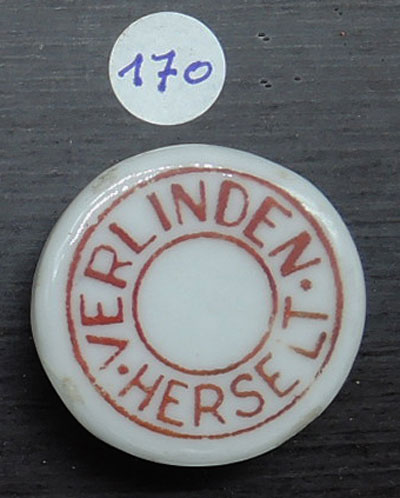 170
VERLINDEN · HERSELT ·